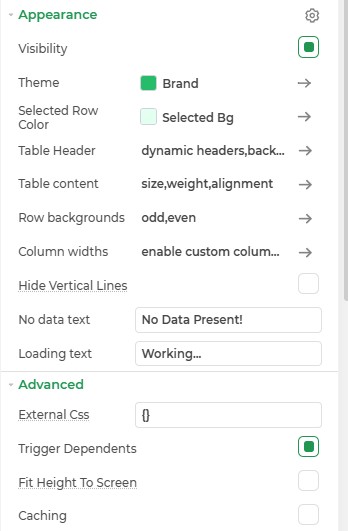 Appearance
Visibility
Theme Brand
Selected Row
Color Selected Bg
Table Header dynamic headers,back...
Table content size,weight,alignment
Row backgrounds odd,even
Column widths enable custom colum...
Hide Vertical Lines
No data text No Data Present!
Loading text Working...
Advanced
External Css {}
Trigger Dependents
Fit Height To Screen
Caching